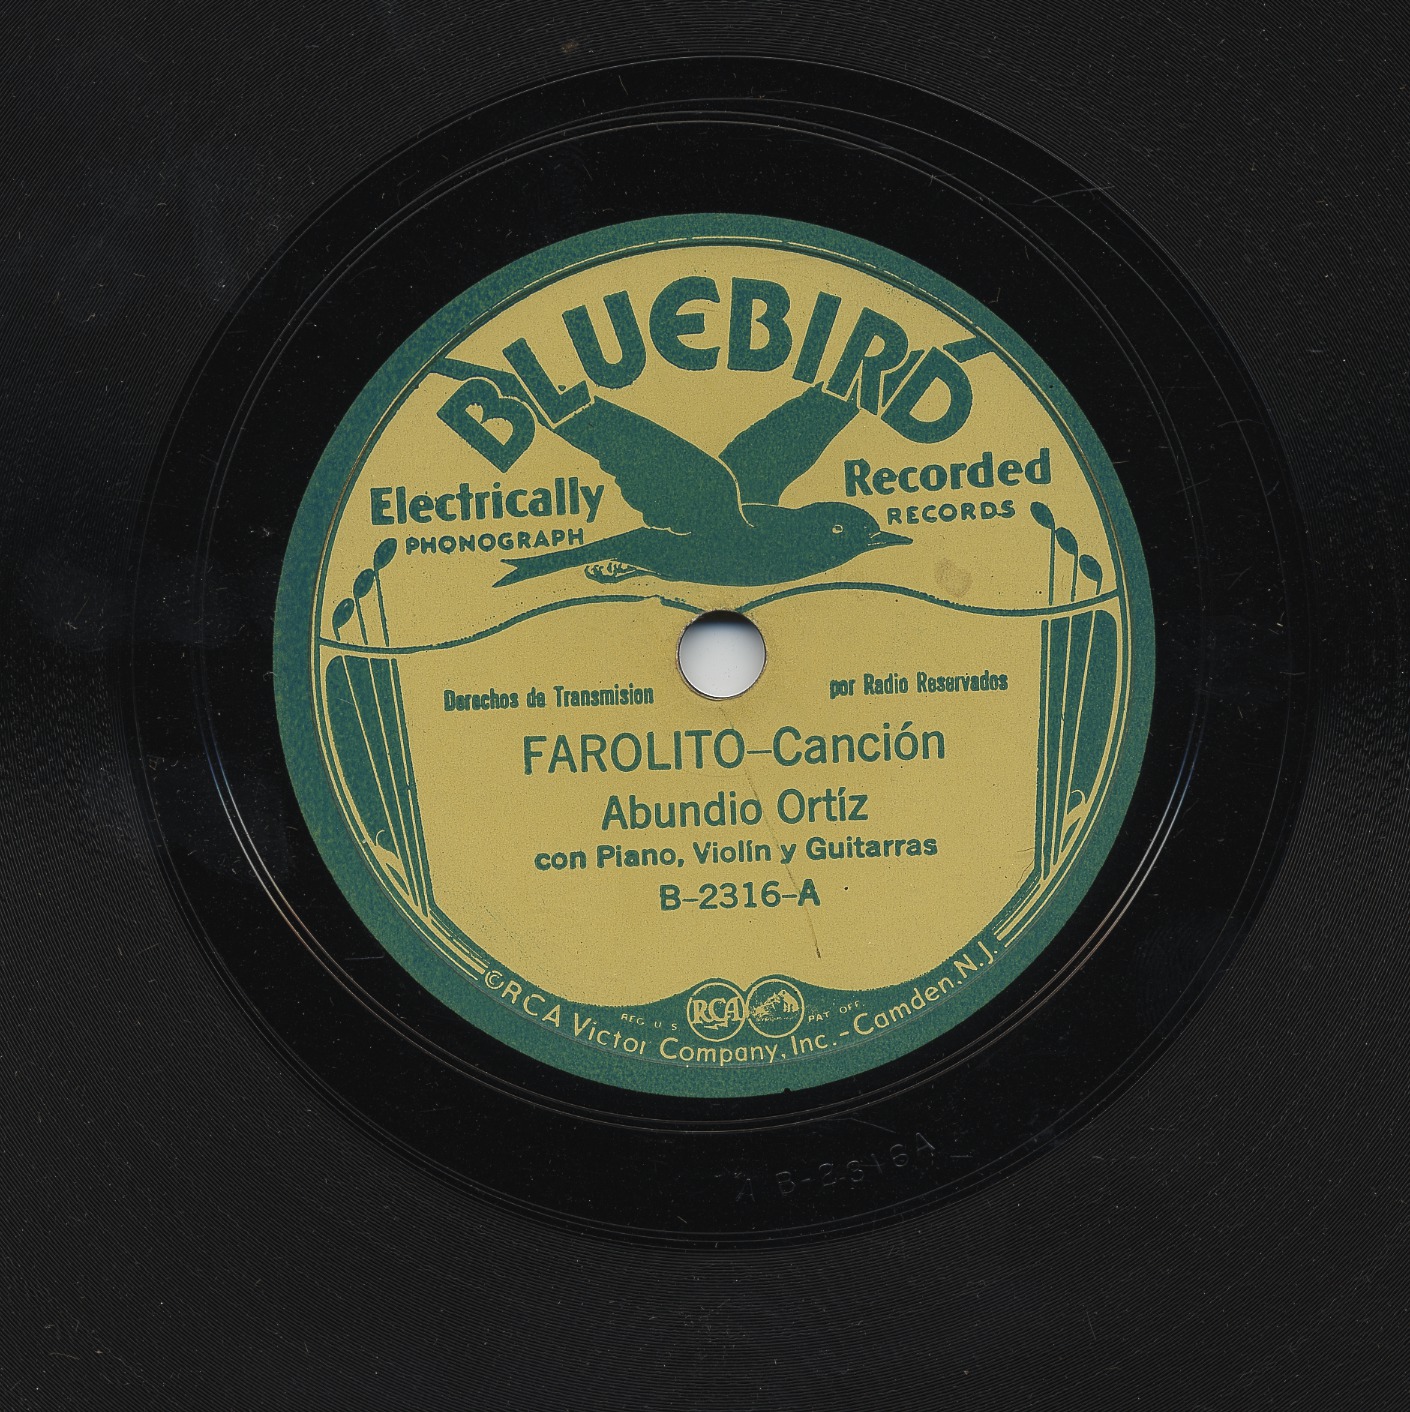 BLUEBIRD
Electrically Recorded
PHONOGRAPH RECORDS
Derechos de Transmision por Radio Reservados
FAROLITO–Canción
Abundio Ortíz
con Piano, Violín y Guitarras
B–2316–A
REG. U S RCA PAT OFF.
©RCA Victor Company, Inc.-Camden, N.J.
A B-2316A